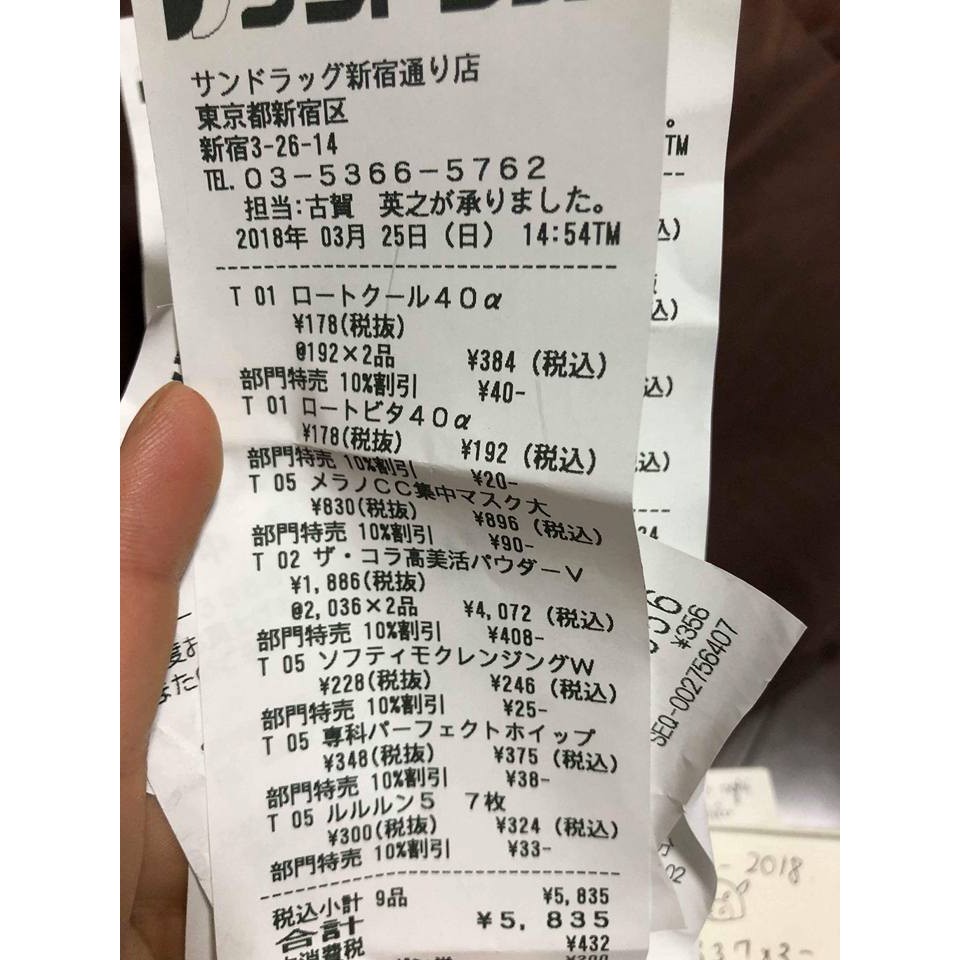 サンドラッグ新宿通り店
東京都新宿区
新宿3-26-14
TEL.03-5366-5762
担当:古賀 英之が承りました。
2018年 03月 25日(日) 14:54TM
T 01 ロートクール40α
¥178(税抜)
@192×2品 ¥384 (税込)
部門特売 10%割引 ¥40-
T 01 ロートビタ40α
¥178(税抜) ¥192 (税込)
部門特売 10%割引 ¥20-
T 05 メラノCC集中マスク大
¥830(税抜) ¥896 (税込)
部門特売 10%割引 ¥90-
T 02 ザ・コラ高美活パウダーV
¥1,886(税抜)
@2,036×2品 ¥4,072 (税込)
部門特売 10%割引 ¥408-
T 05 ソフティモクレンジングW
¥228(税抜) ¥246 (税込)
部門特売 10%割引 ¥25-
T 05 専科パーフェクトホイップ
¥348(税抜) ¥375 (税込)
部門特売 10%割引 ¥38-
T 05 ルルルン5 7枚
¥300(税抜) ¥324 (税込)
部門特売 10%割引 ¥33-
税込小計 9品 ¥5,835
合計 ¥5,835
消費税 ¥432
TM
込)
込)
込)
込)
¥356
SEQ-002756407
2018